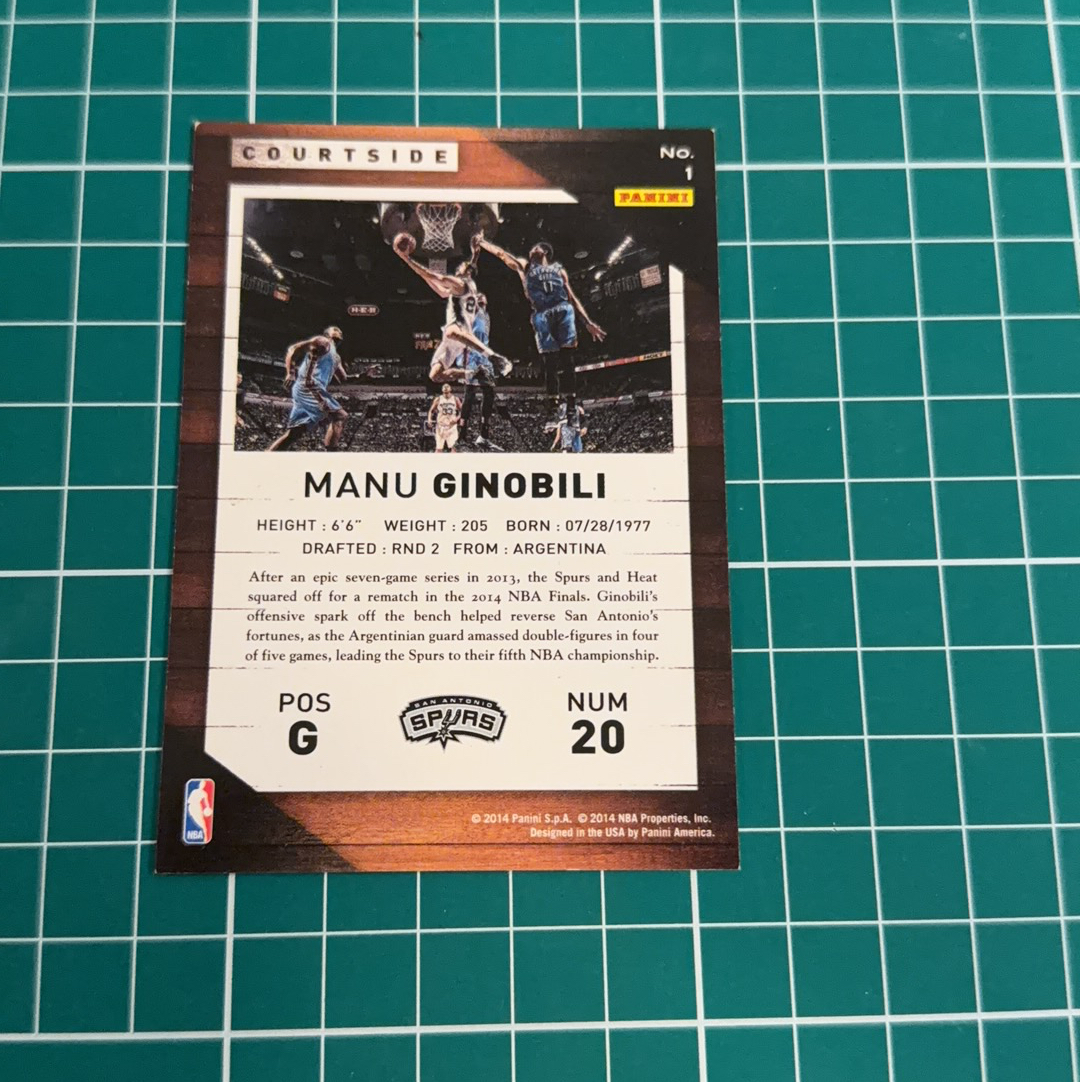 COURTSIDE
No.
1
PANINI
H-E-B
11
33
MANU GINOBILI
HEIGHT : 6'6" WEIGHT : 205 BORN : 07/28/1977
DRAFTED : RND 2 FROM : ARGENTINA
After an epic seven-game series in 2013, the Spurs and Heat
squared off for a rematch in the 2014 NBA Finals. Ginobili's
offensive spark off the bench helped reverse San Antonio's
fortunes, as the Argentinian guard amassed double-figures in four
of five games, leading the Spurs to their fifth NBA championship.
POS
G
SAN ANTONIO
SPURS
NUM
20
NBA
© 2014 Panini S.p.A. © 2014 NBA Properties, Inc.
Designed in the USA by Panini America.